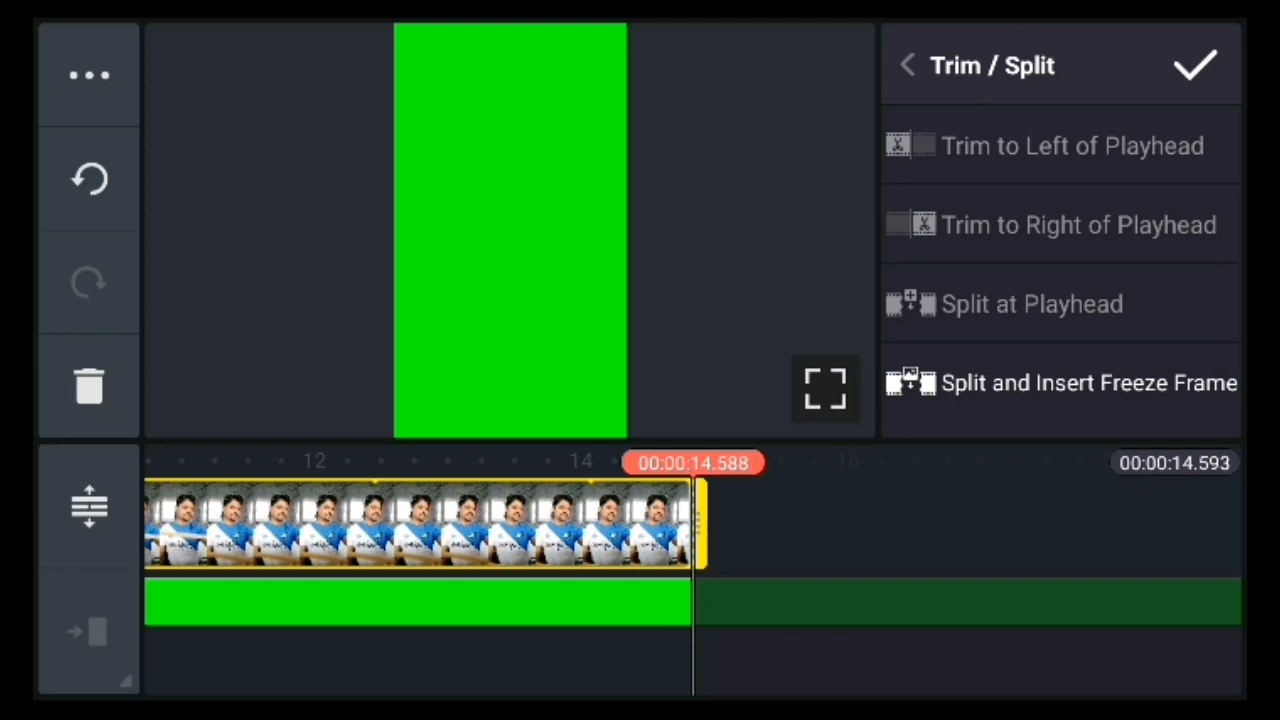 Trim / Split
Trim to Left of Playhead
Trim to Right of Playhead
Split at Playhead
Split and Insert Freeze Frame
12
14
00:00:14.588
16
00:00:14.593